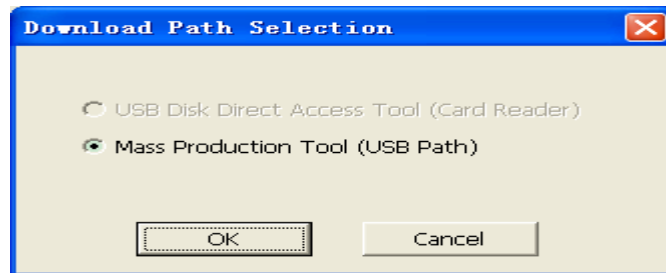 Download Path Selection
USB Disk Direct Access Tool (Card Reader)
Mass Production Tool (USB Path)
OK Cancel